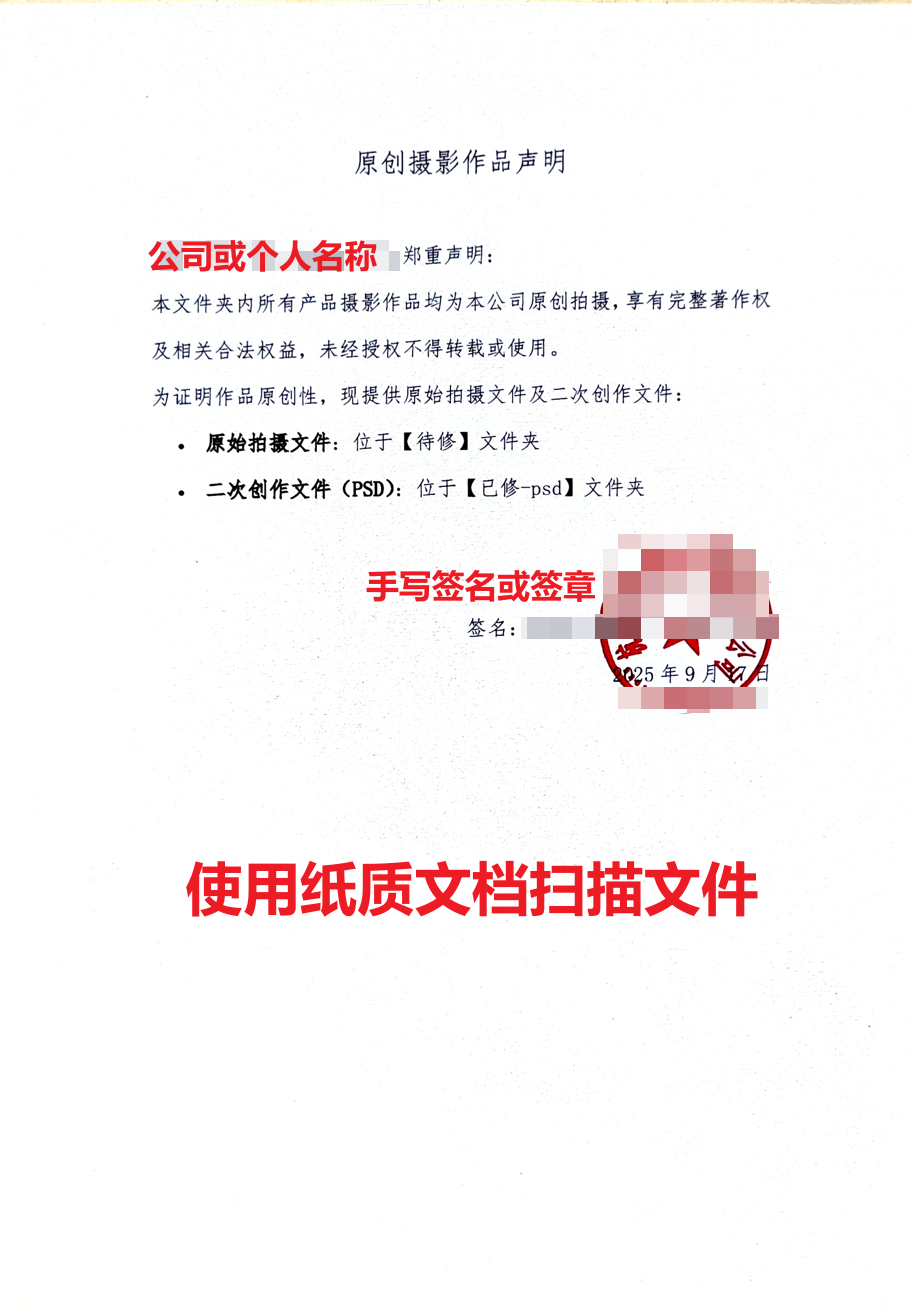 原创摄影作品声明
公司或个人名称 郑重声明：
本文件夹内所有产品摄影作品均为本公司原创拍摄，享有完整著作权
及相关合法权益，未经授权不得转载或使用。
为证明作品原创性，现提供原始拍摄文件及二次创作文件：
• 原始拍摄文件：位于【待修】文件夹
• 二次创作文件（PSD）：位于【已修-psd】文件夹
手写签名或签章
签名：
公司
2025 年 9 月 17 日
使用纸质文档扫描文件